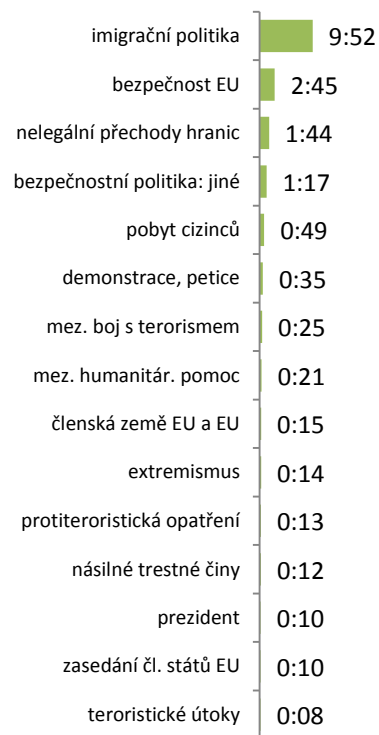 imigrační politika 9:52
bezpečnost EU 2:45
nelegální přechody hranic 1:44
bezpečnostní politika: jiné 1:17
pobyt cizinců 0:49
demonstrace, petice 0:35
mez. boj s terorismem 0:25
mez. humanitár. pomoc 0:21
členská země EU a EU 0:15
extremismus 0:14
protiteroristická opatření 0:13
násilné trestné činy 0:12
prezident 0:10
zasedání čl. států EU 0:10
teroristické útoky 0:08